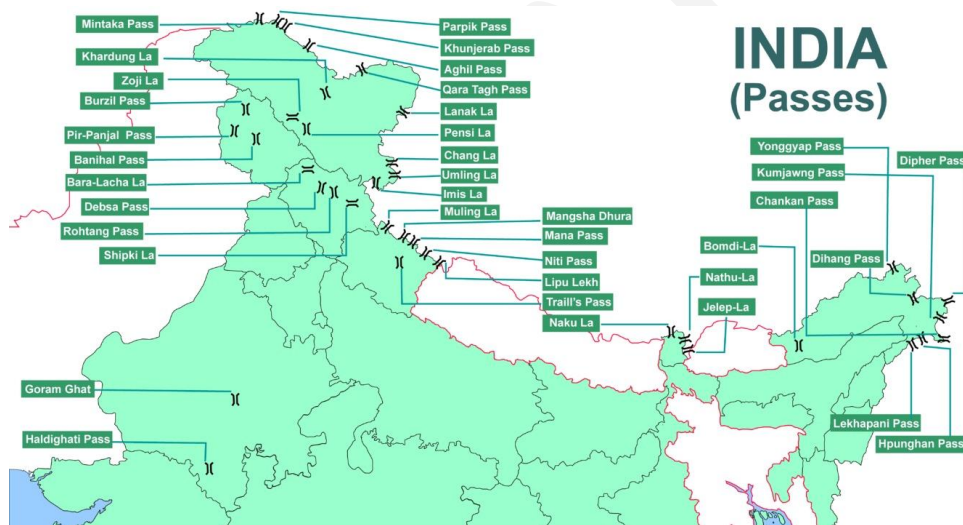 INDIA
(Passes)
Mintaka Pass
Khardung La
Zoji La
Burzil Pass
Pir-Panjal Pass
Banihal Pass
Bara-Lacha La
Debsa Pass
Rohtang Pass
Shipki La
Parpik Pass
Khunjerab Pass
Aghil Pass
Qara Tagh Pass
Lanak La
Pensi La
Chang La
Umling La
Imis La
Muling La
Mangsha Dhura
Mana Pass
Niti Pass
Lipu Lekh
Traill's Pass
Naku La
Yonggyap Pass
Dipher Pass
Kumjawng Pass
Chankan Pass
Bomdi-La
Dihang Pass
Nathu-La
Jelep-La
Goram Ghat
Haldighati Pass
Lekhapani Pass
Hpunghan Pass